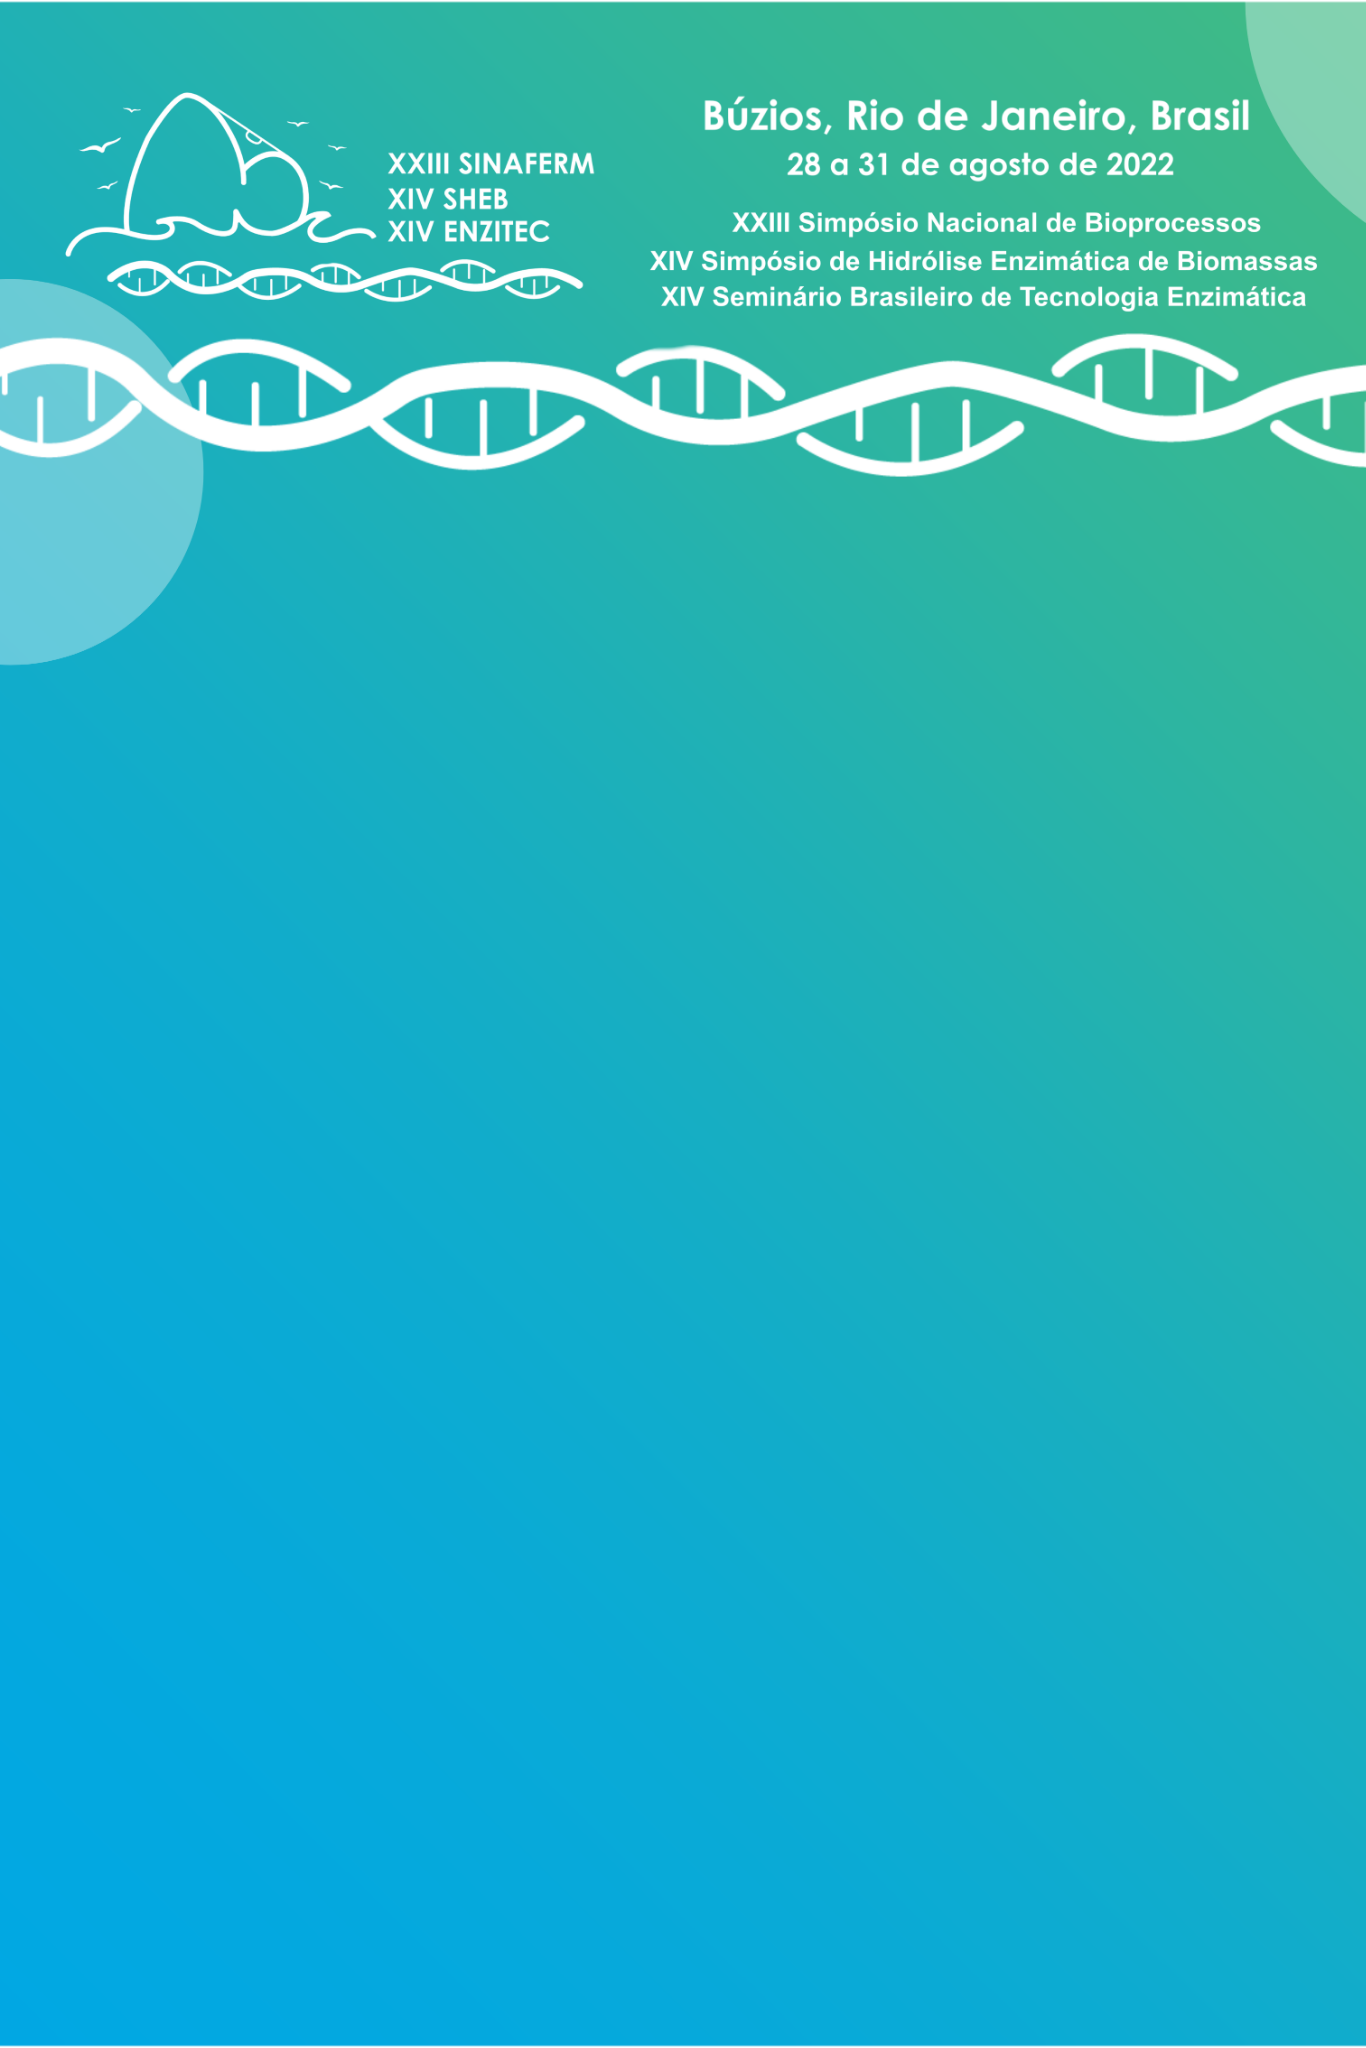 XXIII SINAFERM
XIV SHEB
XIV ENZITEC
Búzios, Rio de Janeiro, Brasil
28 a 31 de agosto de 2022
XXIII Simpósio Nacional de Bioprocessos
XIV Simpósio de Hidrólise Enzimática de Biomassas
XIV Seminário Brasileiro de Tecnologia Enzimática